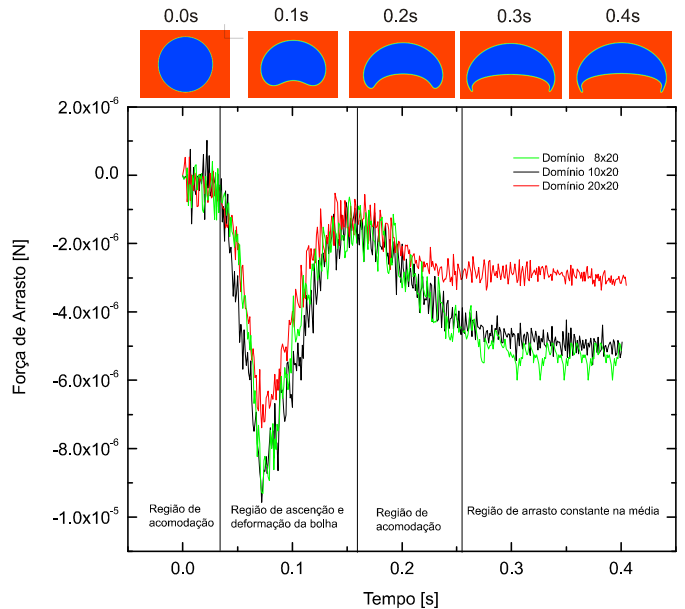 0.0s 0.1s 0.2s 0.3s 0.4s
2.0x10⁻⁶
0.0
-2.0x10⁻⁶
-4.0x10⁻⁶
-6.0x10⁻⁶
-8.0x10⁻⁶
-1.0x10⁻⁵
Força de Arrasto [N]
Domínio 8x20
Domínio 10x20
Domínio 20x20
Região de
acomodação
Região de ascenção e
deformação da bolha
Região de
acomodação
Região de arrasto constante na média
0.0 0.1 0.2 0.3 0.4
Tempo [s]